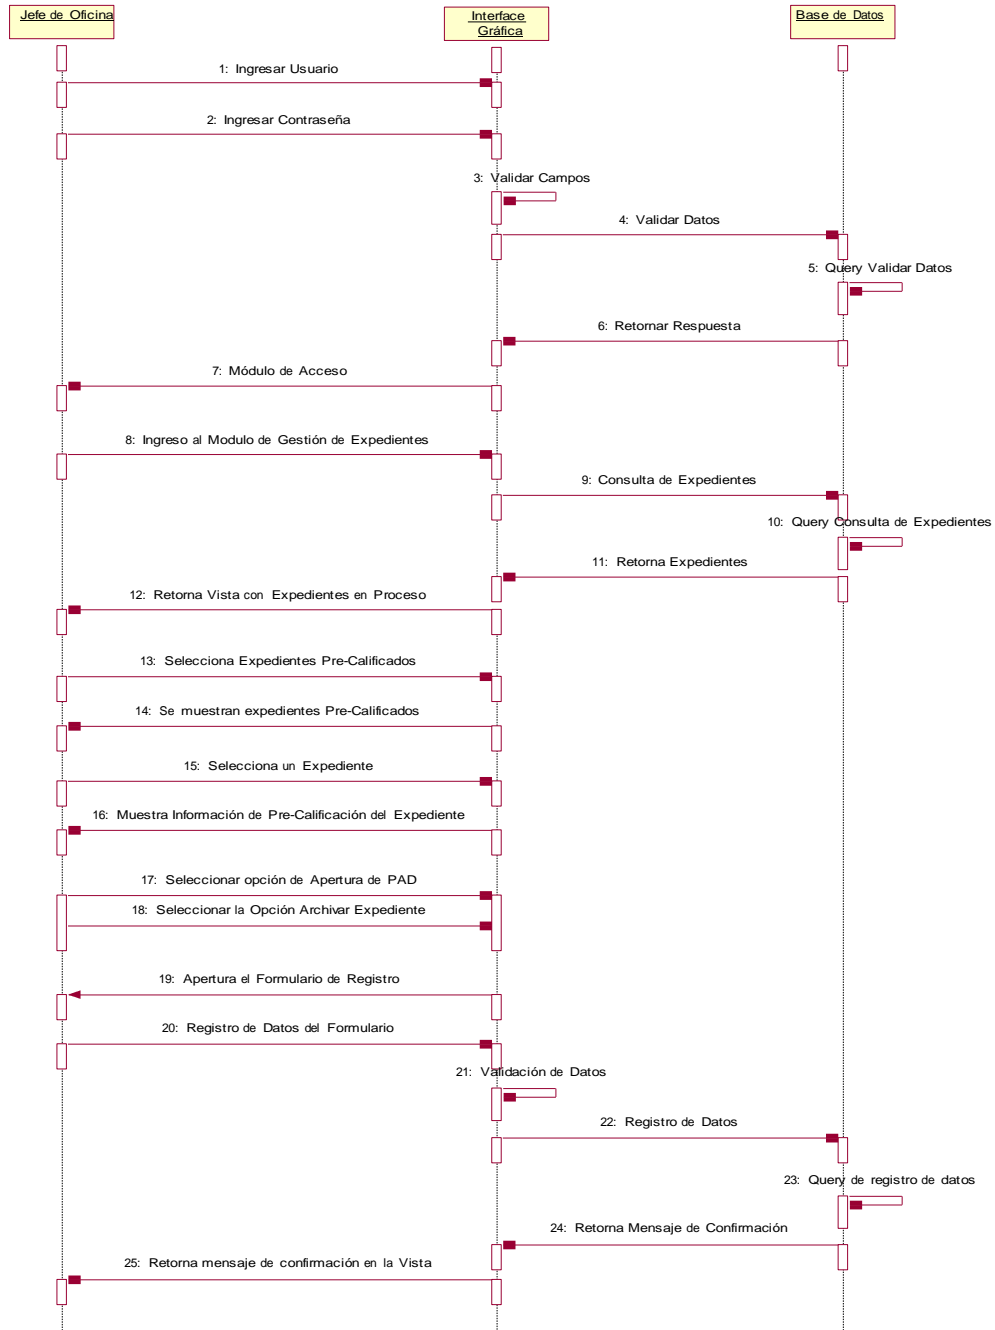 Jefe de Oficina
Interface
Gráfica
Base de Datos
1: Ingresar Usuario
2: Ingresar Contraseña
3: Validar Campos
4: Validar Datos
5: Query Validar Datos
6: Retornar Respuesta
7: Módulo de Acceso
8: Ingreso al Modulo de Gestión de Expedientes
9: Consulta de Expedientes
10: Query Consulta de Expedientes
11: Retorna Expedientes
12: Retorna Vista con Expedientes en Proceso
13: Selecciona Expedientes Pre-Calificados
14: Se muestran expedientes Pre-Calificados
15: Selecciona un Expediente
16: Muestra Información de Pre-Calificación del Expediente
17: Seleccionar opción de Apertura de PAD
18: Seleccionar la Opción Archivar Expediente
19: Apertura el Formulario de Registro
20: Registro de Datos del Formulario
21: Validación de Datos
22: Registro de Datos
23: Query de registro de datos
24: Retorna Mensaje de Confirmación
25: Retorna mensaje de confirmación en la Vista